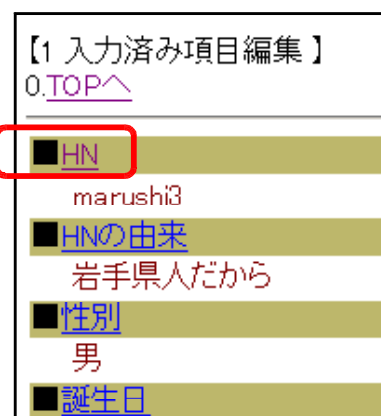 【1 入力済み項目編集 】
0.TOPへ
■HN
marushi3
■HNの由来
岩手県人だから
■性別
男
■誕生日